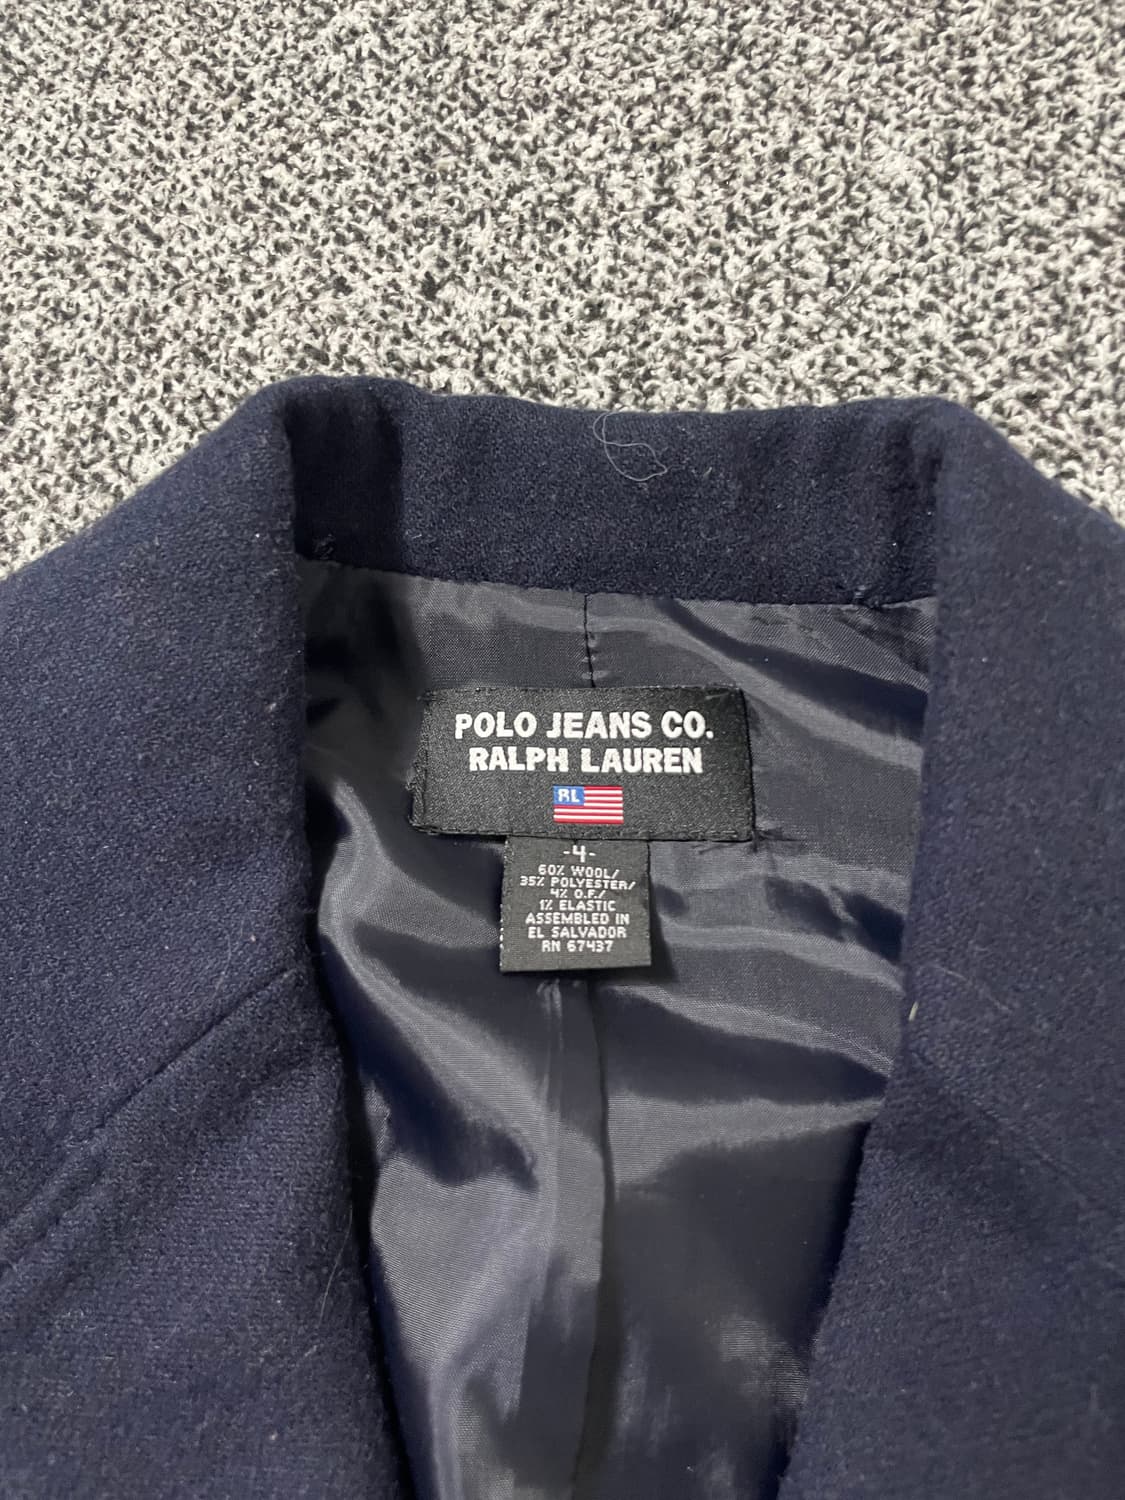 POLO JEANS CO.
RALPH LAUREN
RL
-4-
60% WOOL/
35% POLYESTER/
4% O.F./
1% ELASTIC
ASSEMBLED IN
EL SALVADOR
RN 67437